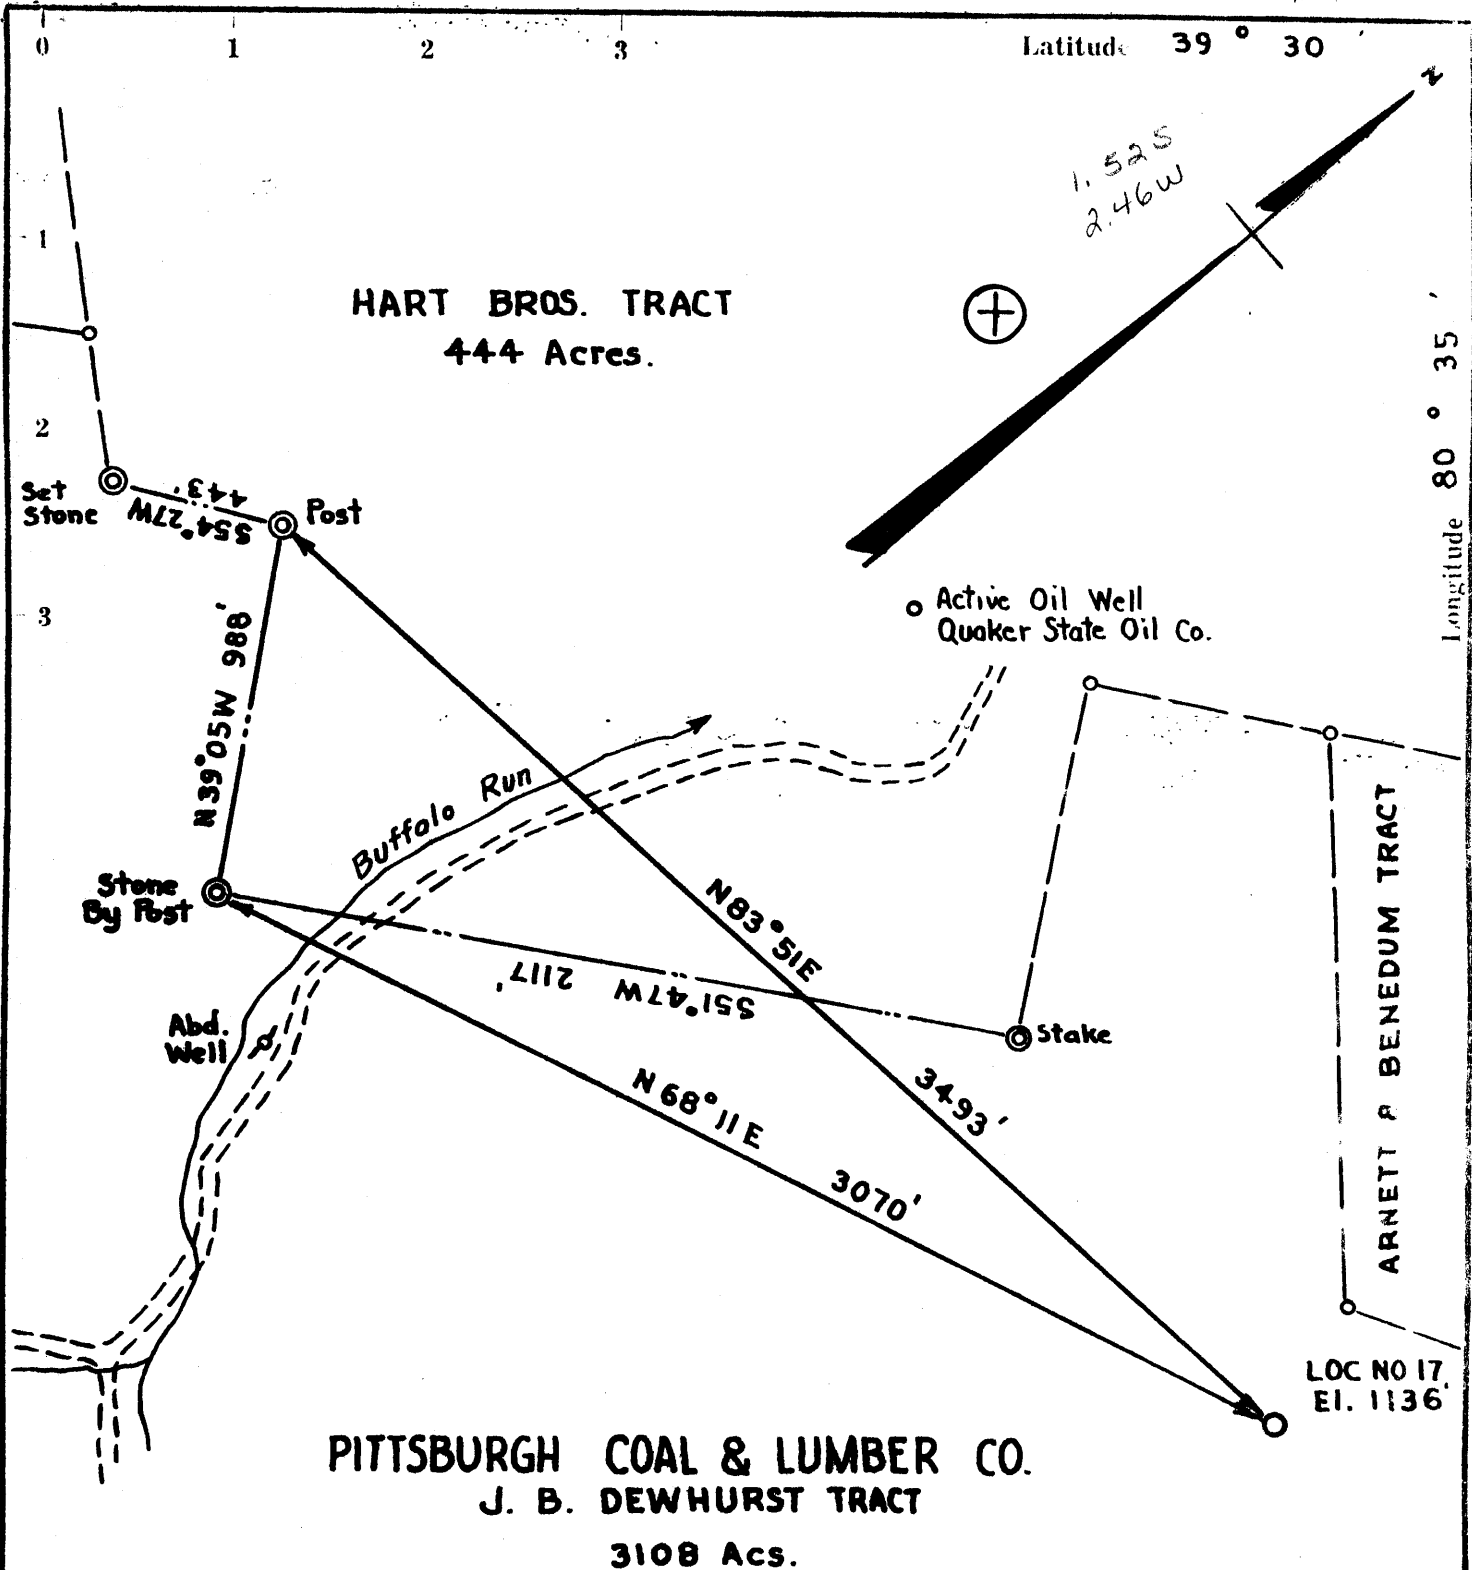 0 1 2 3
Latitude 39° 30'
N
1.52S
2.46W
1
HART BROS. TRACT
444 Acres.
Longitude 80° 35'
2
Set
Stone
443'
S54°27W
Post
3
Active Oil Well
Quaker State Oil Co.
N39°05W 988'
Buffalo Run
Stone
By Post
N83°51E
3493'
S51°47W 2117'
Stake
Abd.
Well
N68°11E
3070'
ARNETT & BENEDUM TRACT
LOC NO 17
El. 1136'
PITTSBURGH COAL & LUMBER CO.
J. B. DEWHURST TRACT
3108 Acs.